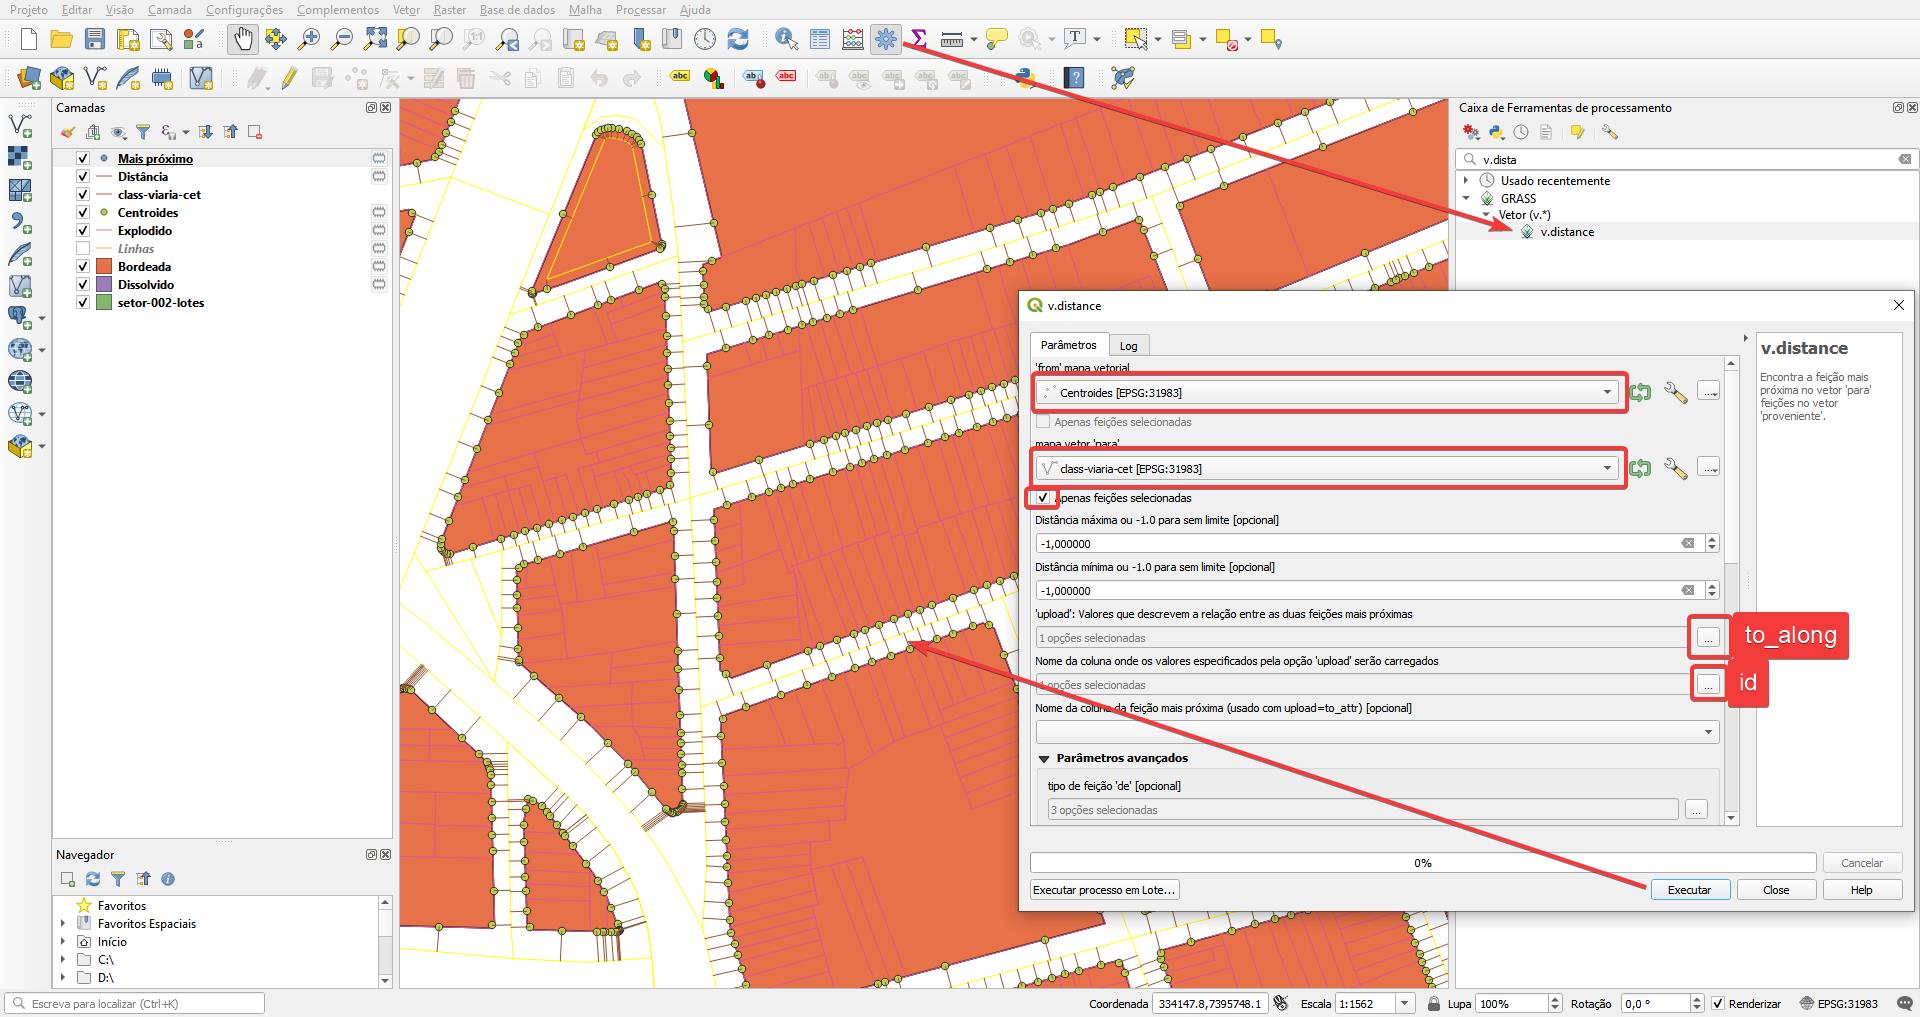 Projeto Editar Visão Camada Configurações Complementos Vetor Raster Base de dados Malha Processar Ajuda
1:1
T
abc abc abc
Camadas
Mais próximo
Distância
class-viaria-cet
Centroides
Explodido
Linhas
Bordeada
Dissolvido
setor-002-lotes
Navegador
Favoritos
Favoritos Espaciais
Início
C:\
D:\
Caixa de Ferramentas de processamento
v.dista
Usado recentemente
GRASS
Vetor (v.*)
v.distance
v.distance
Parâmetros Log
'from' mapa vetorial
Centroides [EPSG:31983]
Apenas feições selecionadas
mapa vetor 'para'
class-viaria-cet [EPSG:31983]
Apenas feições selecionadas
Distância máxima ou -1.0 para sem limite [opcional]
-1,000000
Distância mínima ou -1.0 para sem limite [opcional]
-1,000000
'upload': Valores que descrevem a relação entre as duas feições mais próximas
1 opções selecionadas
...
to_along
Nome da coluna onde os valores especificados pela opção 'upload' serão carregados
1 opções selecionadas
...
id
Nome da coluna da feição mais próxima (usado com upload=to_attr) [opcional]
Parâmetros avançados
tipo de feição 'de' [opcional]
3 opções selecionadas
...
v.distance
Encontra a feição mais
próxima no vetor 'para'
feições no vetor
'proveniente'.
0%
Cancelar
Executar processo em Lote...
Executar Close Help
Escreva para localizar (Ctrl+K)
Coordenada 334147.8,7395748.1 Escala 1:1562 Lupa 100% Rotação 0,0 ° Renderizar EPSG:31983